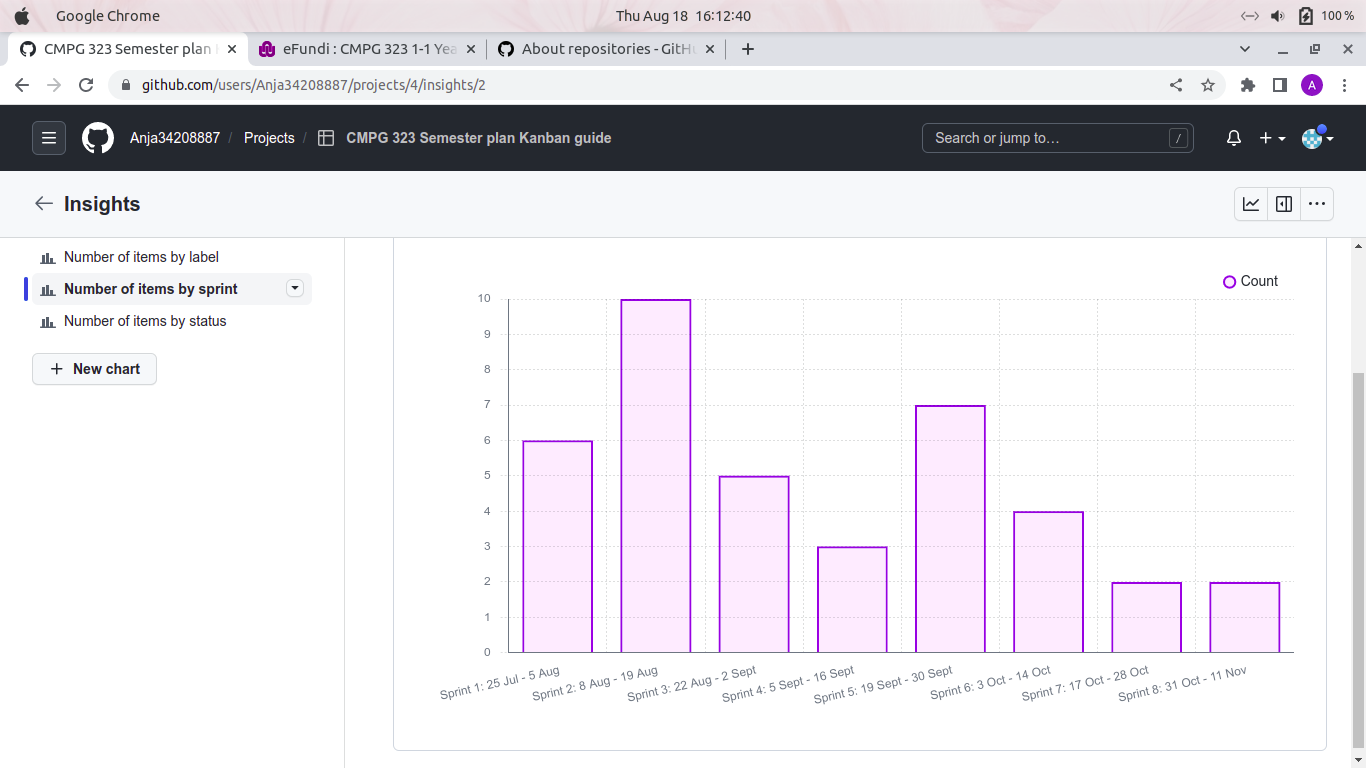 Google Chrome
Thu Aug 18 16:12:40
100 %
CMPG 323 Semester plan
eFundi : CMPG 323 1-1 Yea
About repositories - GitH
github.com/users/Anja34208887/projects/4/insights/2
A
Anja34208887 / Projects / CMPG 323 Semester plan Kanban guide
Search or jump to… /
Insights
Number of items by label
Number of items by sprint
Number of items by status
New chart
Count
10
9
8
7
6
5
4
3
2
1
0
Sprint 1: 25 Jul - 5 Aug
Sprint 2: 8 Aug - 19 Aug
Sprint 3: 22 Aug - 2 Sept
Sprint 4: 5 Sept - 16 Sept
Sprint 5: 19 Sept - 30 Sept
Sprint 6: 3 Oct - 14 Oct
Sprint 7: 17 Oct - 28 Oct
Sprint 8: 31 Oct - 11 Nov